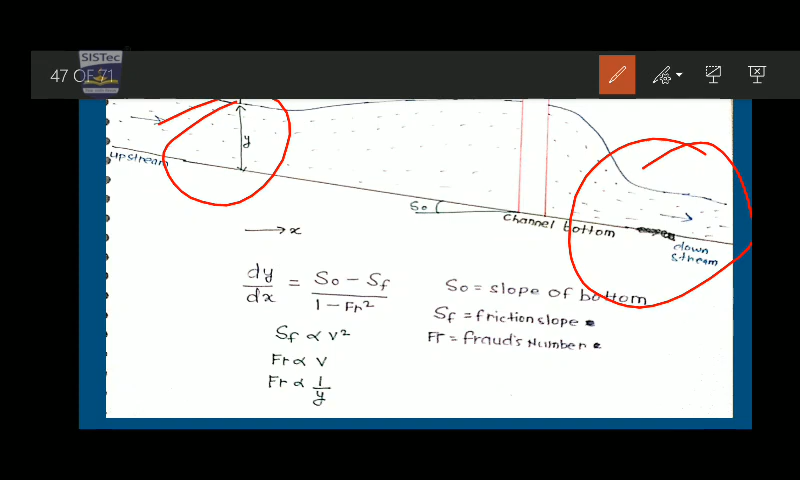 SISTec
47 OF 71
y
upstream
So
channel bottom
down
stream
x
dy/dx = So - Sf / 1 - Fr²
So = slope of bottom
Sf = friction slope
Sf ∝ v²
Fr = fraud's Number
Fr ∝ v
Fr ∝ 1/y